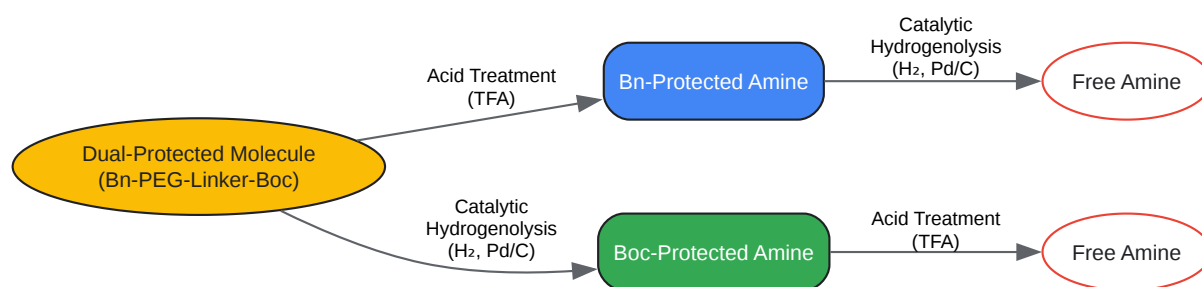 Acid Treatment
(TFA)
Bn-Protected Amine
Catalytic
Hydrogenolysis
(H₂, Pd/C)
Free Amine
Dual-Protected Molecule
(Bn-PEG-Linker-Boc)
Catalytic
Hydrogenolysis
(H₂, Pd/C)
Boc-Protected Amine
Acid Treatment
(TFA)
Free Amine